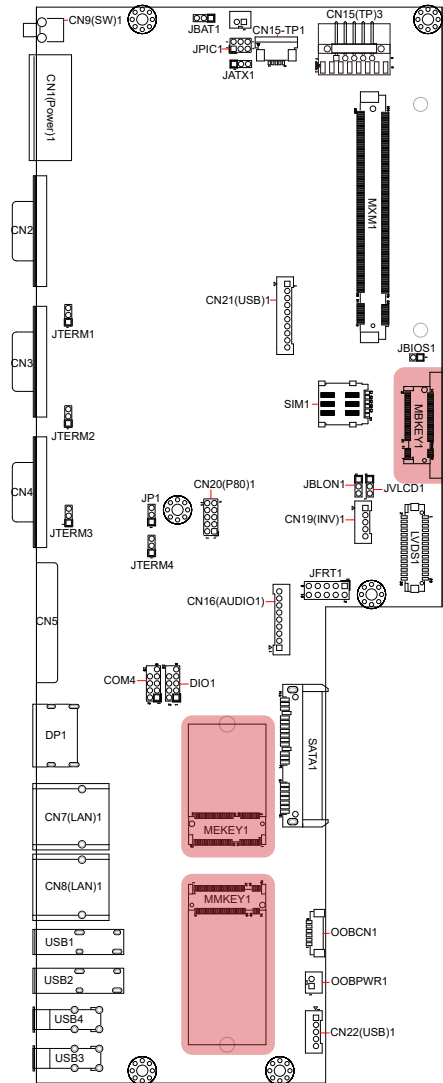 CN9(SW)1
JBAT1
CN15-TP1
CN15(TP)3
JPIC1
JATX1
CN1(Power)1
MXM1
CN2
CN21(USB)1
JTERM1
CN3
JBIOS1
SIM1
MBKEY1
JTERM2
CN4
CN20(P80)1
JBLON1
JVLCD1
JP1
CN19(INV)1
LVDS1
JTERM3
JTERM4
JFRT1
CN5
CN16(AUDIO1)
COM4
DIO1
DP1
SATA1
CN7(LAN)1
MEKEY1
CN8(LAN)1
MMKEY1
OOBCN1
USB1
USB2
OOBPWR1
USB4
CN22(USB)1
USB3